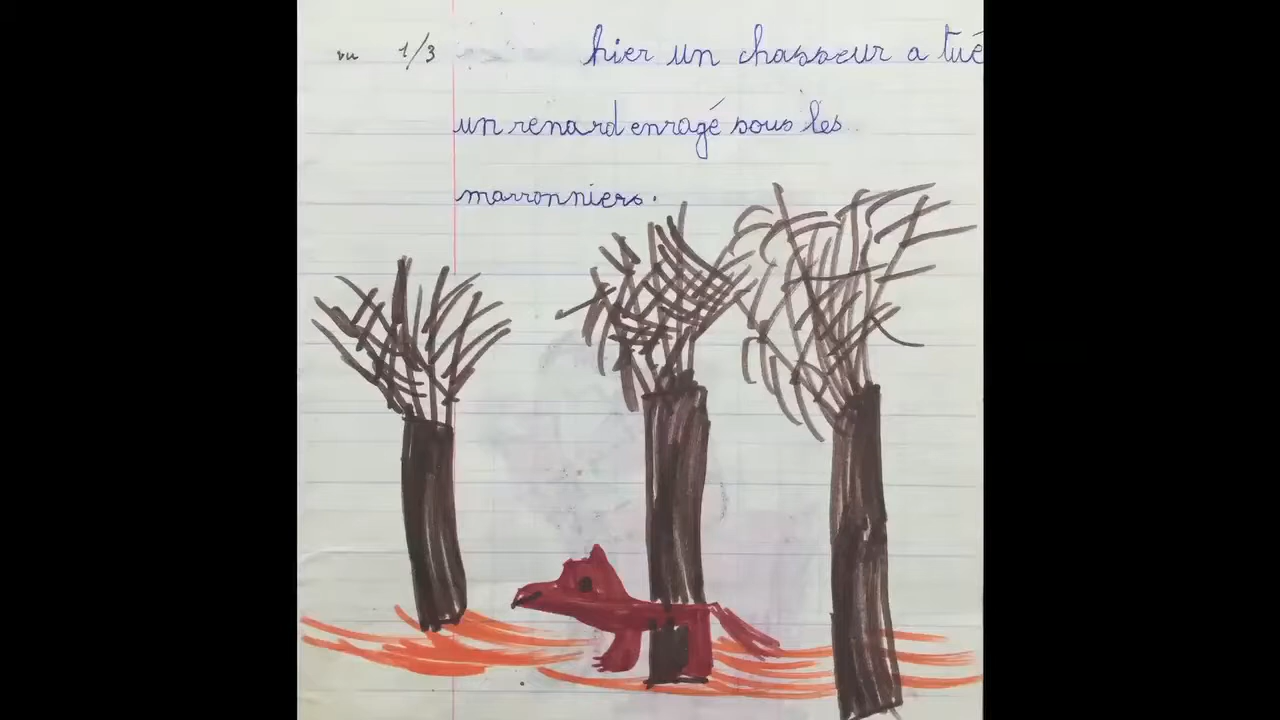 vu 1/3 hier un chasseur a tué
un renard enragé sous les
marronniers.